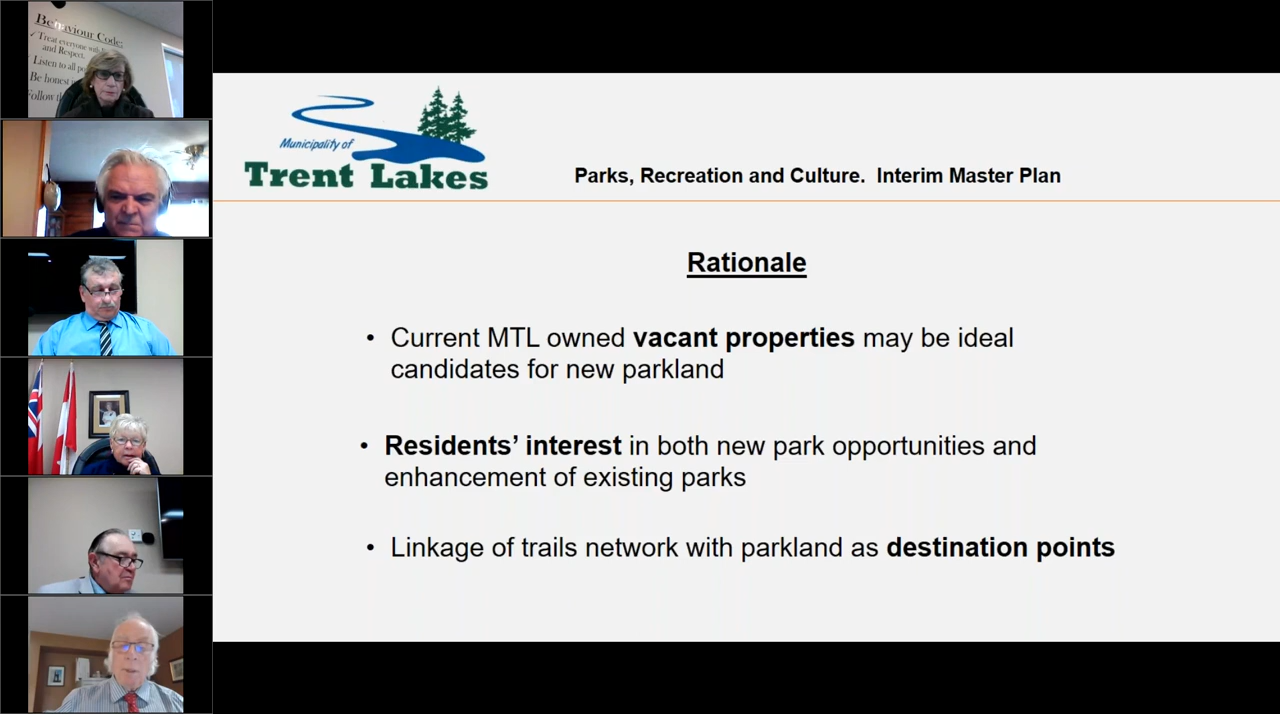 Behaviour Code:
Treat everyone with
and Respect.
Listen to all
Be honest
Follow
Municipality of
Trent Lakes
Parks, Recreation and Culture. Interim Master Plan
Rationale
• Current MTL owned vacant properties may be ideal
candidates for new parkland
• Residents’ interest in both new park opportunities and
enhancement of existing parks
• Linkage of trails network with parkland as destination points